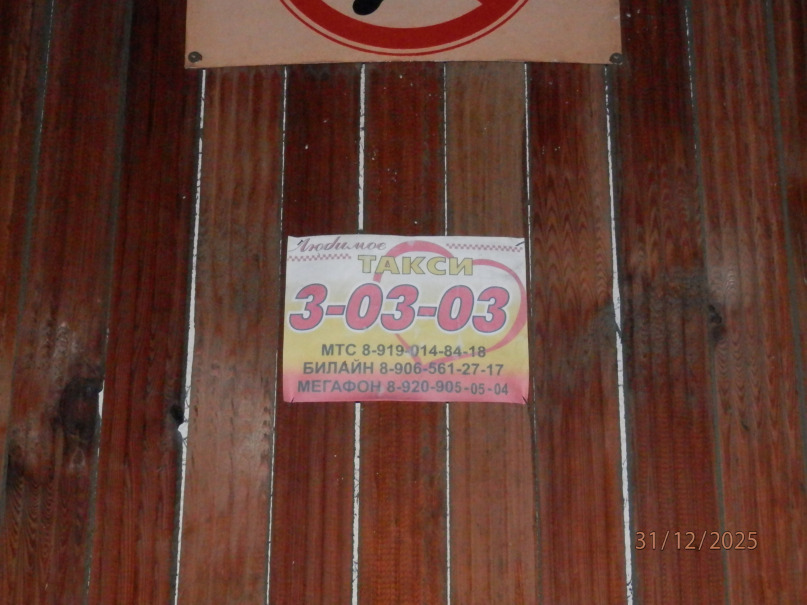 Любимое
ТАКСИ
3-03-03
МТС 8-919-014-84-18
БИЛАЙН 8-906-561-27-17
МЕГАФОН 8-920-905-05-04
31/12/2025